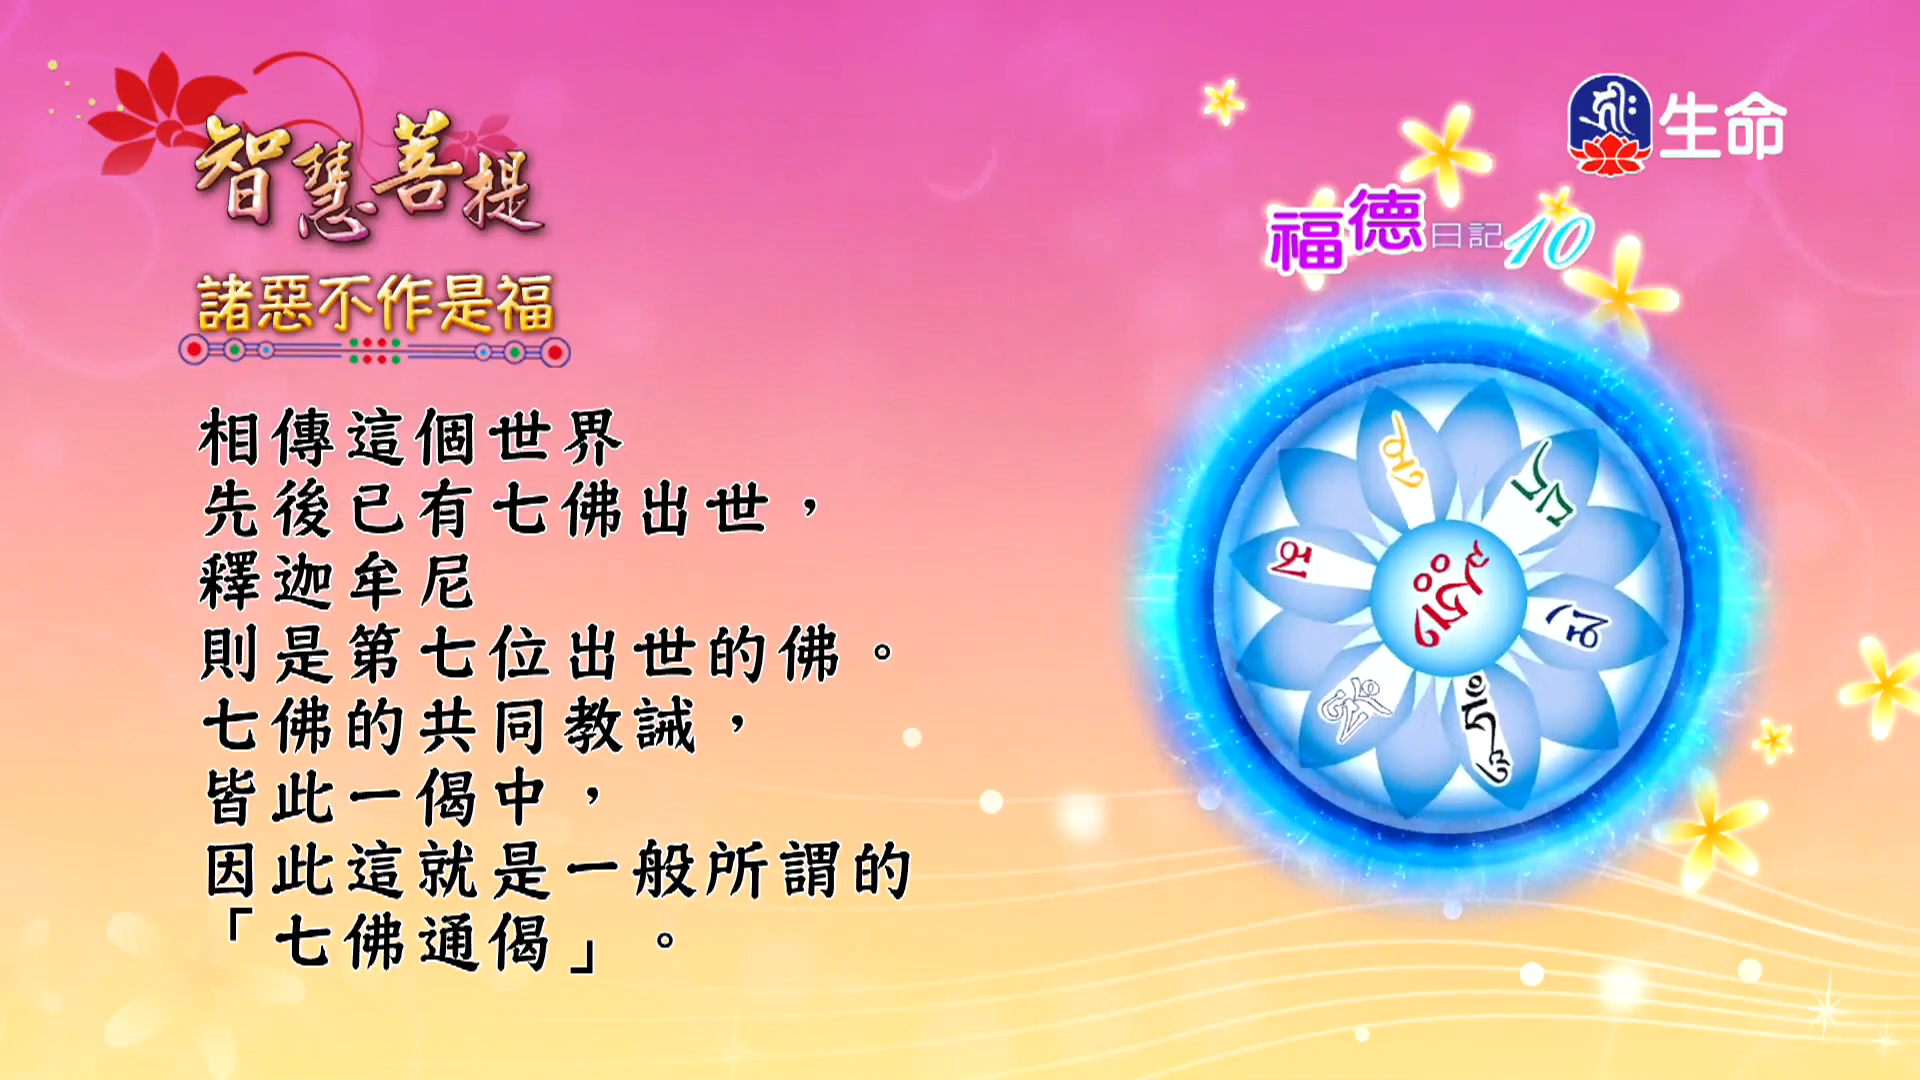 智慧菩提
諸惡不作是福
相傳這個世界
先後已有七佛出世，
釋迦牟尼
則是第七位出世的佛。
七佛的共同教誡，
皆此一偈中，
因此這就是一般所謂的
「七佛通偈」。
生命
福德日記10